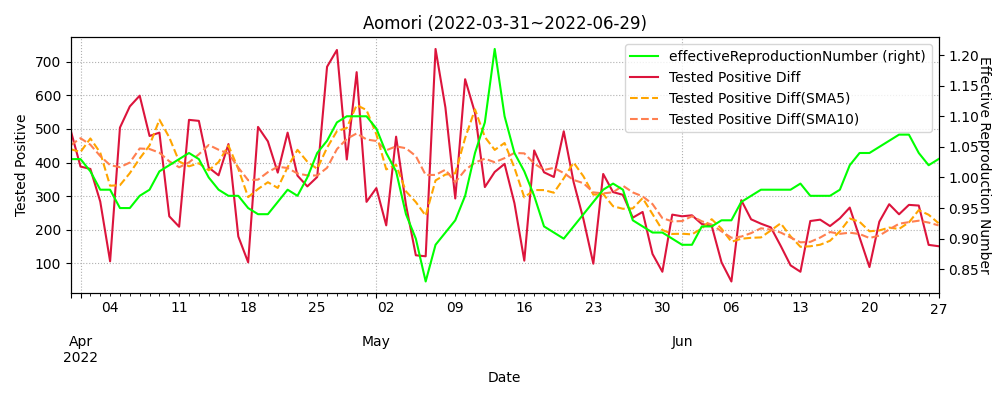 Aomori (2022-03-31~2022-06-29)
effectiveReproductionNumber (right)
Tested Positive Diff
Tested Positive Diff(SMA5)
Tested Positive Diff(SMA10)
Tested Positive
700
600
500
400
300
200
100
1.20
1.15
1.10
1.05
1.00
0.95
0.90
0.85
Effective Reproduction Number
04 11 18 25 02 09 16 23 30 06 13 20 27
Apr May Jun
2022
Date